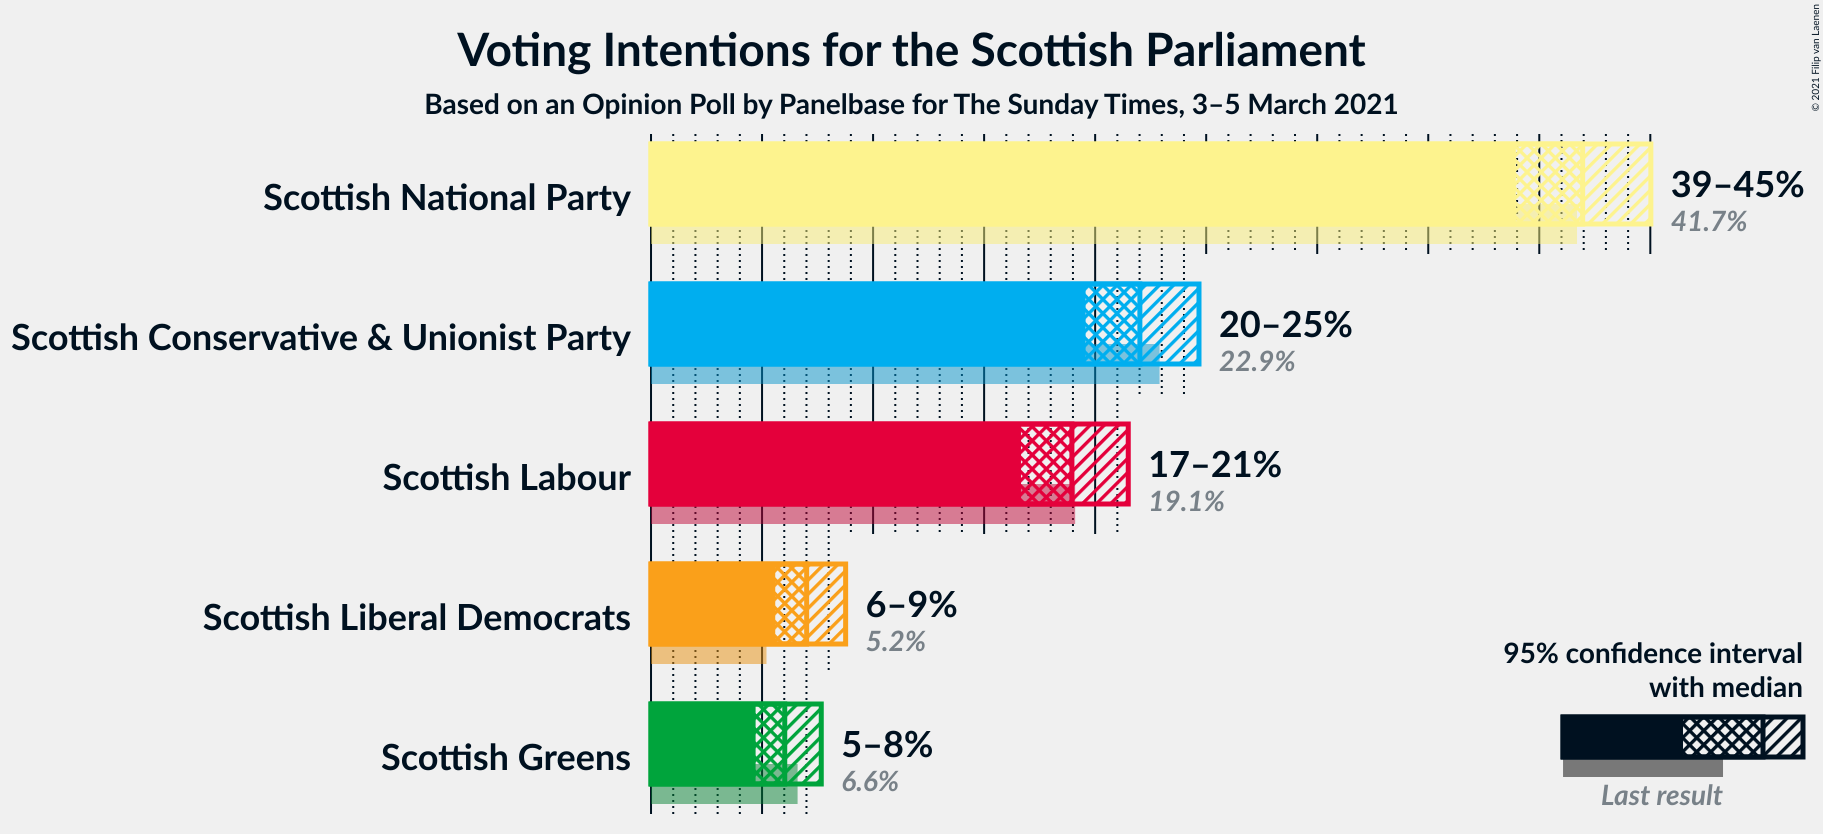 Voting Intentions for the Scottish Parliament
Based on an Opinion Poll by Panelbase for The Sunday Times, 3–5 March 2021
© 2021 Filip van Laenen
Scottish National Party
39–45%
41.7%
Scottish Conservative & Unionist Party
20–25%
22.9%
Scottish Labour
17–21%
19.1%
Scottish Liberal Democrats
6–9%
5.2%
Scottish Greens
5–8%
6.6%
95% confidence interval
with median
Last result